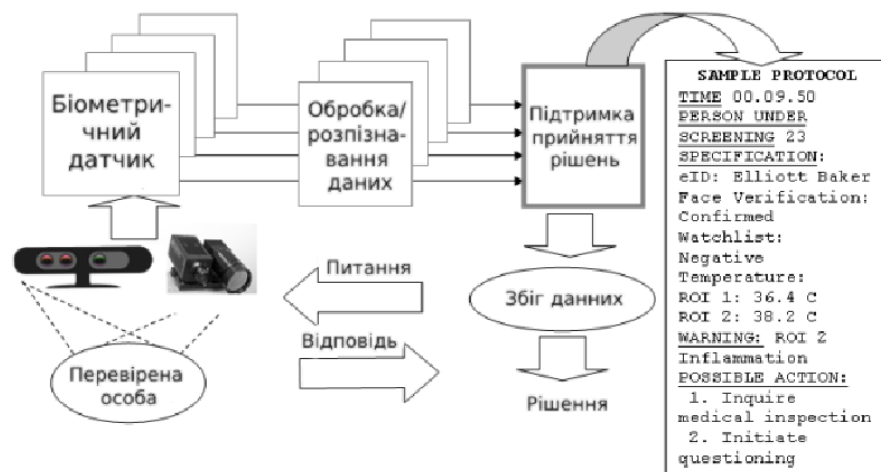 Біометри-
чний
датчик
Обробка/
розпізна-
вання
даних
Підтримка
прийняття
рішень
Питання
Відповідь
Перевірена
особа
Збіг данних
Рішення
SAMPLE PROTOCOL
TIME 00.09.50
PERSON UNDER
SCREENING 23
SPECIFICATION:
eID: Elliott Baker
Face Verification:
Confirmed
Watchlist:
Negative
Temperature:
ROI 1: 36.4 C
ROI 2: 38.2 C
WARNING: ROI 2
Inflammation
POSSIBLE ACTION:
1. Inquire
medical inspection
2. Initiate
questioning